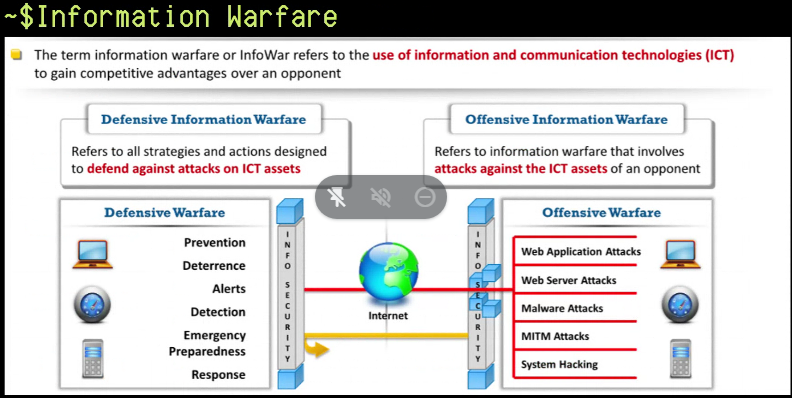 ~$Information Warfare
The term information warfare or InfoWar refers to the use of information and communication technologies (ICT)
to gain competitive advantages over an opponent
Defensive Information Warfare
Refers to all strategies and actions designed
to defend against attacks on ICT assets
Offensive Information Warfare
Refers to information warfare that involves
attacks against the ICT assets of an opponent
Defensive Warfare
Prevention
Deterrence
Alerts
Detection
Emergency
Preparedness
Response
INFO SECURITY
Internet
INFO SECURITY
Offensive Warfare
Web Application Attacks
Web Server Attacks
Malware Attacks
MITM Attacks
System Hacking